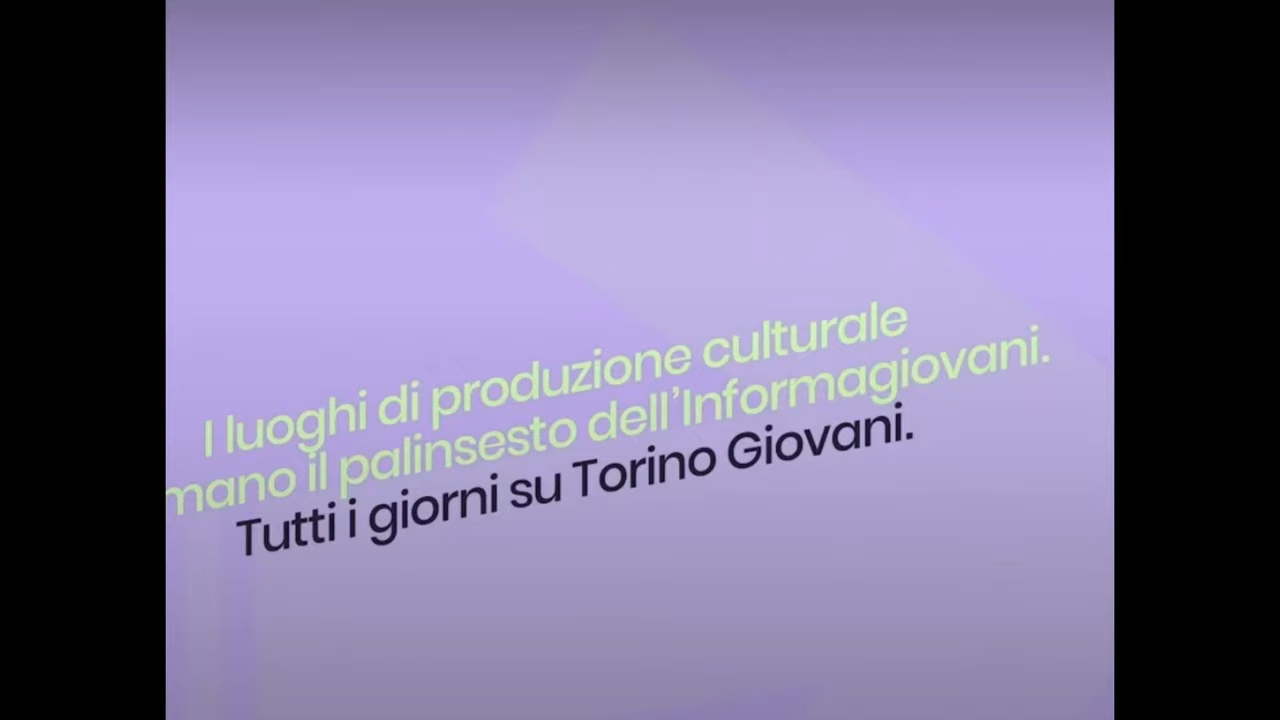 I luoghi di produzione culturale
mano il palinsesto dell’Informagiovani.
Tutti i giorni su Torino Giovani.